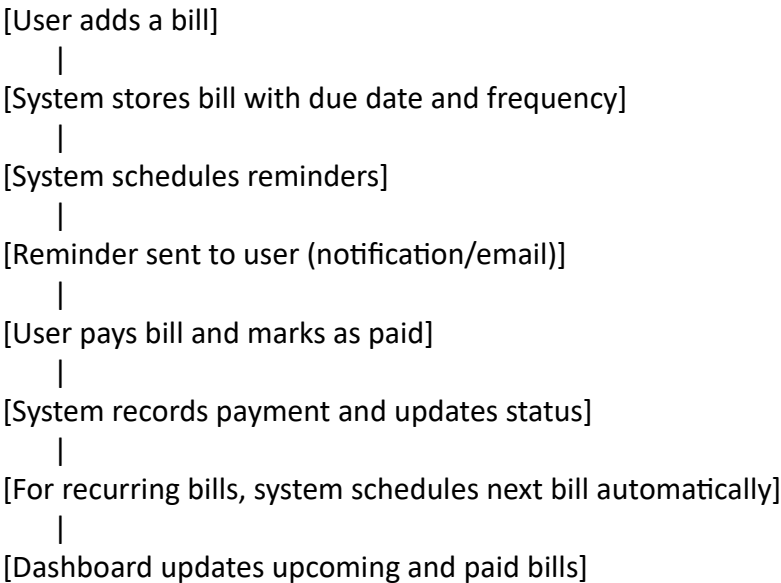 [User adds a bill]
|
[System stores bill with due date and frequency]
|
[System schedules reminders]
|
[Reminder sent to user (notification/email)]
|
[User pays bill and marks as paid]
|
[System records payment and updates status]
|
[For recurring bills, system schedules next bill automatically]
|
[Dashboard updates upcoming and paid bills]